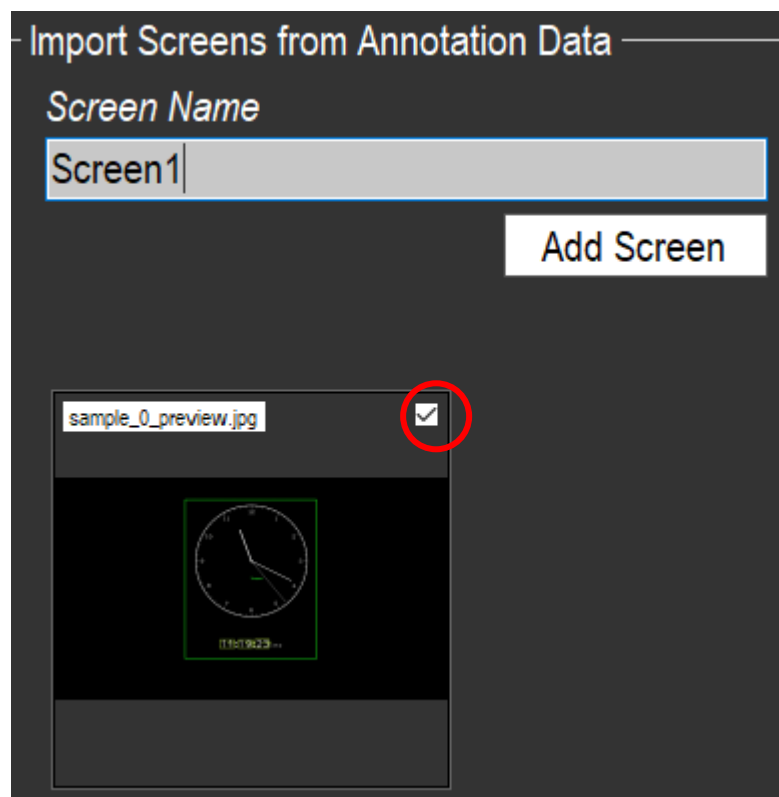 Import Screens from Annotation Data
Screen Name
Screen1
Add Screen
sample_0_preview.jpg